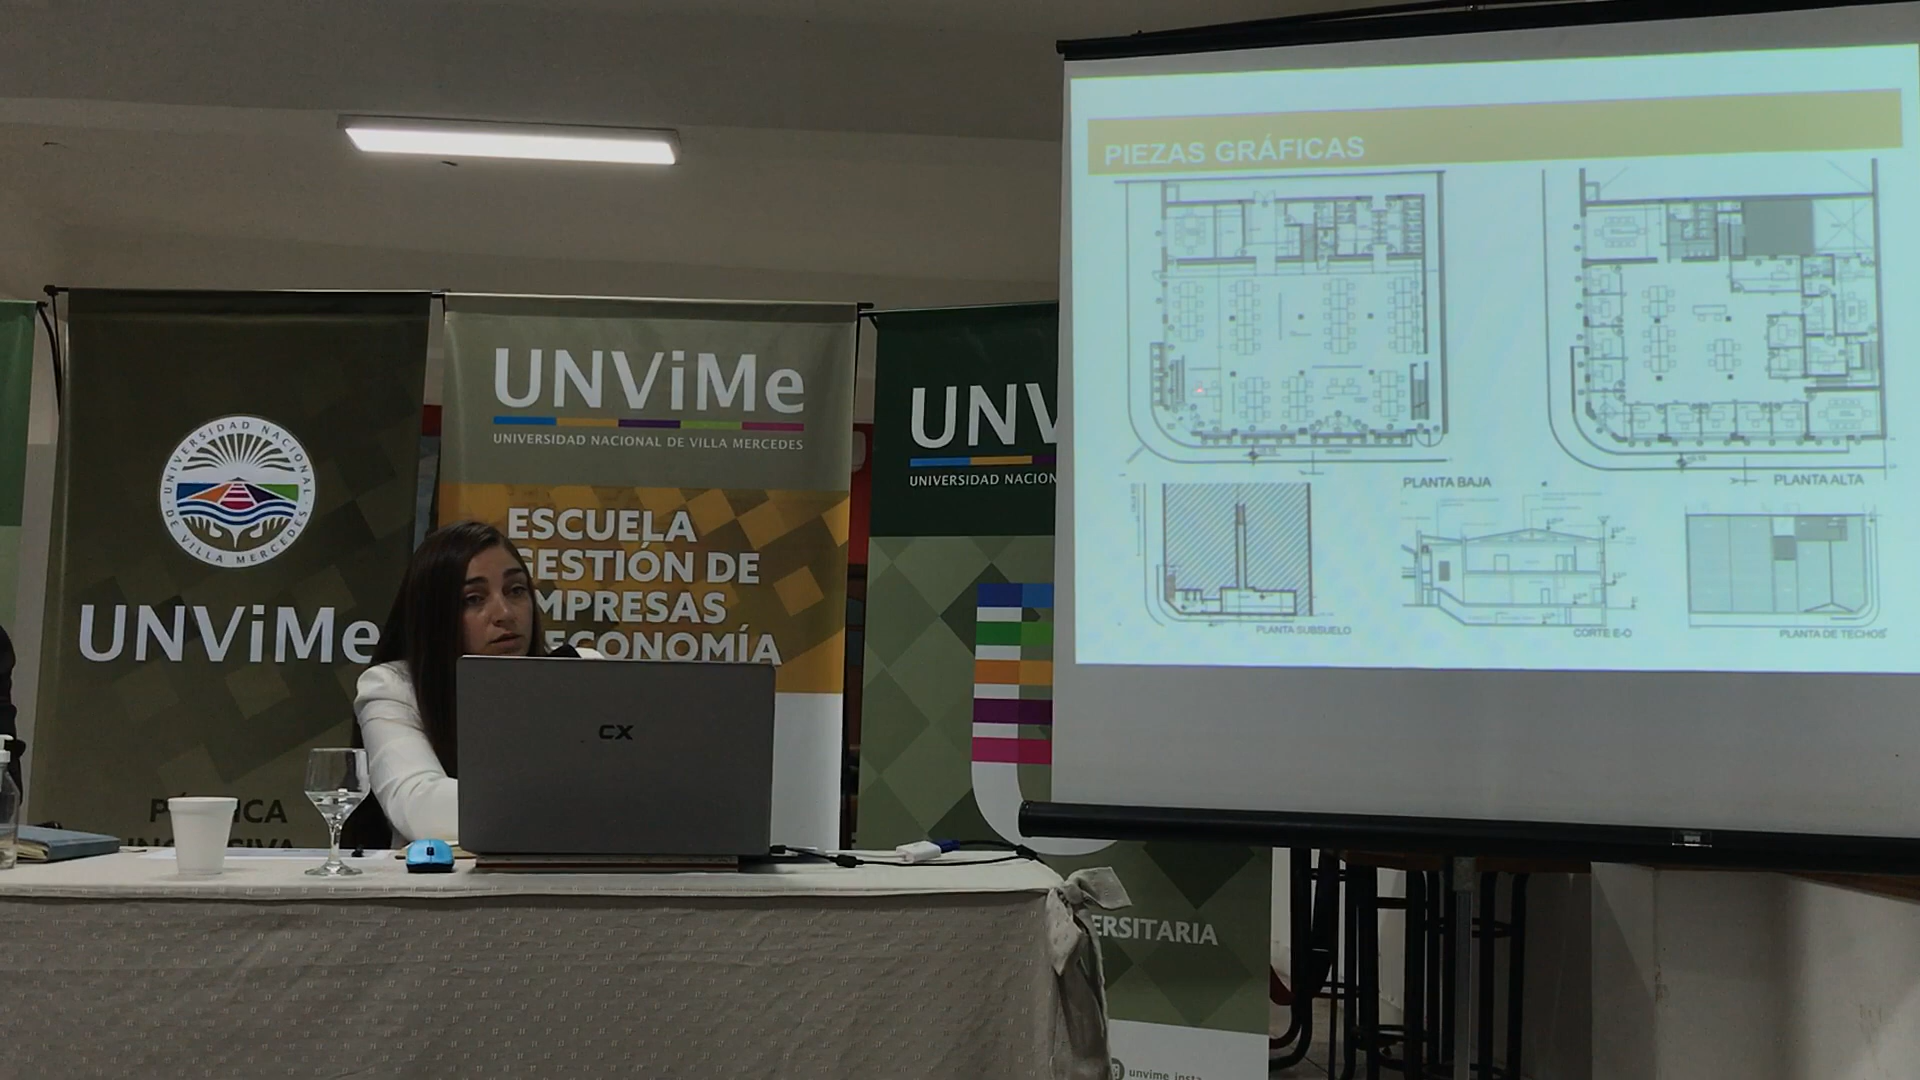 UNIVERSIDAD NACIONAL DE VILLA MERCEDES
UNViMe
UNViMe
UNIVERSIDAD NACIONAL DE VILLA MERCEDES
ESCUELA
GESTIÓN DE
MPRESAS
ECONOMÍA
UNV
UNIVERSIDAD NACION
ERSITARIA
unvime_insta
CX
PIEZAS GRÁFICAS
PLANTA BAJA
PLANTA ALTA
PLANTA SUBSUELO
CORTE E-O
PLANTA DE TECHOS